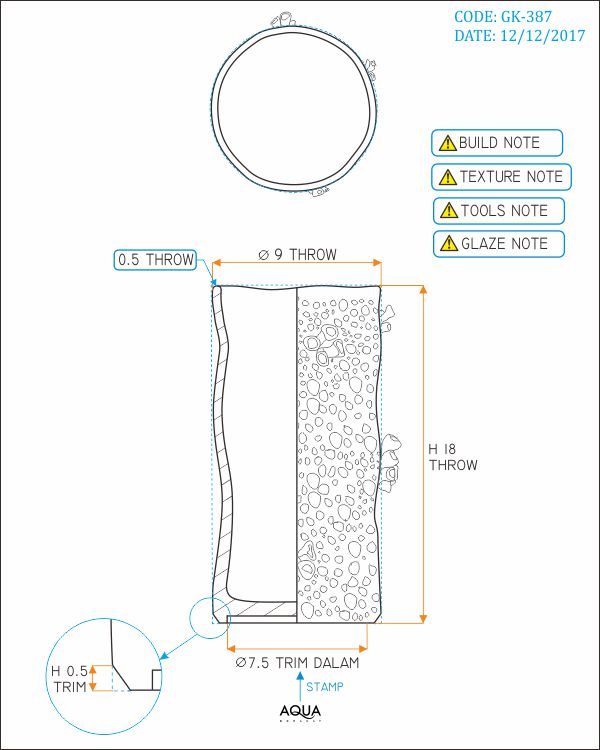 CODE: GK-387
DATE: 12/12/2017
BUILD NOTE
TEXTURE NOTE
TOOLS NOTE
GLAZE NOTE
0.5 THROW
Ø 9 THROW
H 18
THROW
H 0.5
TRIM
Ø7.5 TRIM DALAM
STAMP
AQUA